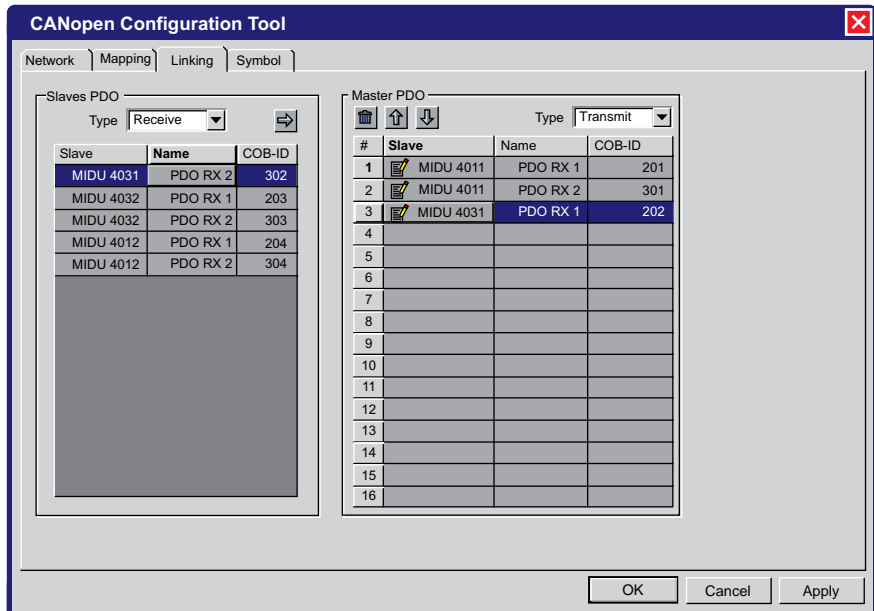 CANopen Configuration Tool
Network Mapping Linking Symbol
Slaves PDO
Type Receive
Slave Name COB-ID
MIDU 4031 PDO RX 2 302
MIDU 4032 PDO RX 1 203
MIDU 4032 PDO RX 2 303
MIDU 4012 PDO RX 1 204
MIDU 4012 PDO RX 2 304
Master PDO
Type Transmit
# Slave Name COB-ID
1 MIDU 4011 PDO RX 1 201
2 MIDU 4011 PDO RX 2 301
3 MIDU 4031 PDO RX 1 202
4
5
6
7
8
9
10
11
12
13
14
15
16
OK Cancel Apply